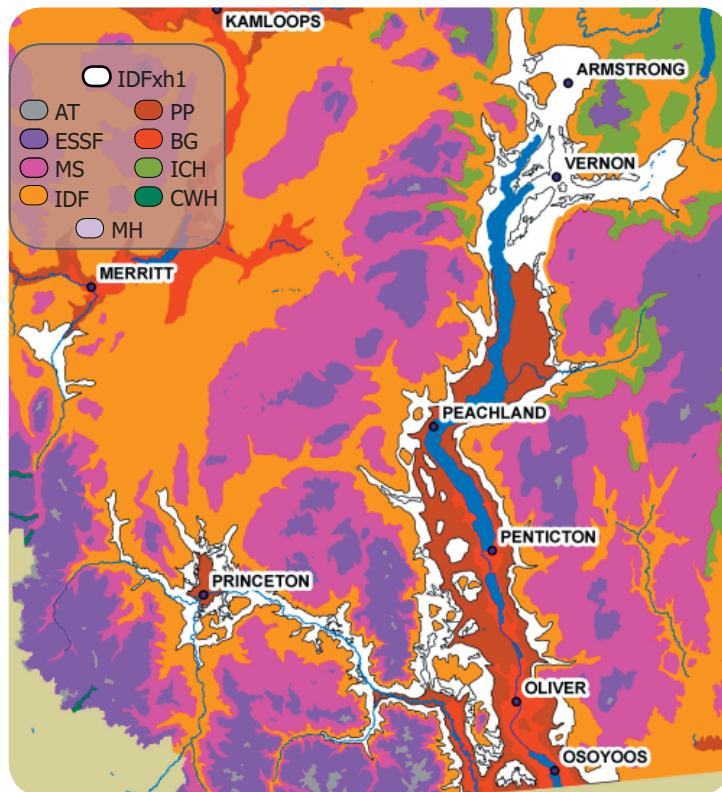 KAMLOOPS
IDFxh1
AT PP
ESSF BG
MS ICH
IDF CWH
MH
ARMSTRONG
VERNON
MERRITT
PEACHLAND
PENTICTON
PRINCETON
OLIVER
OSOYOOS